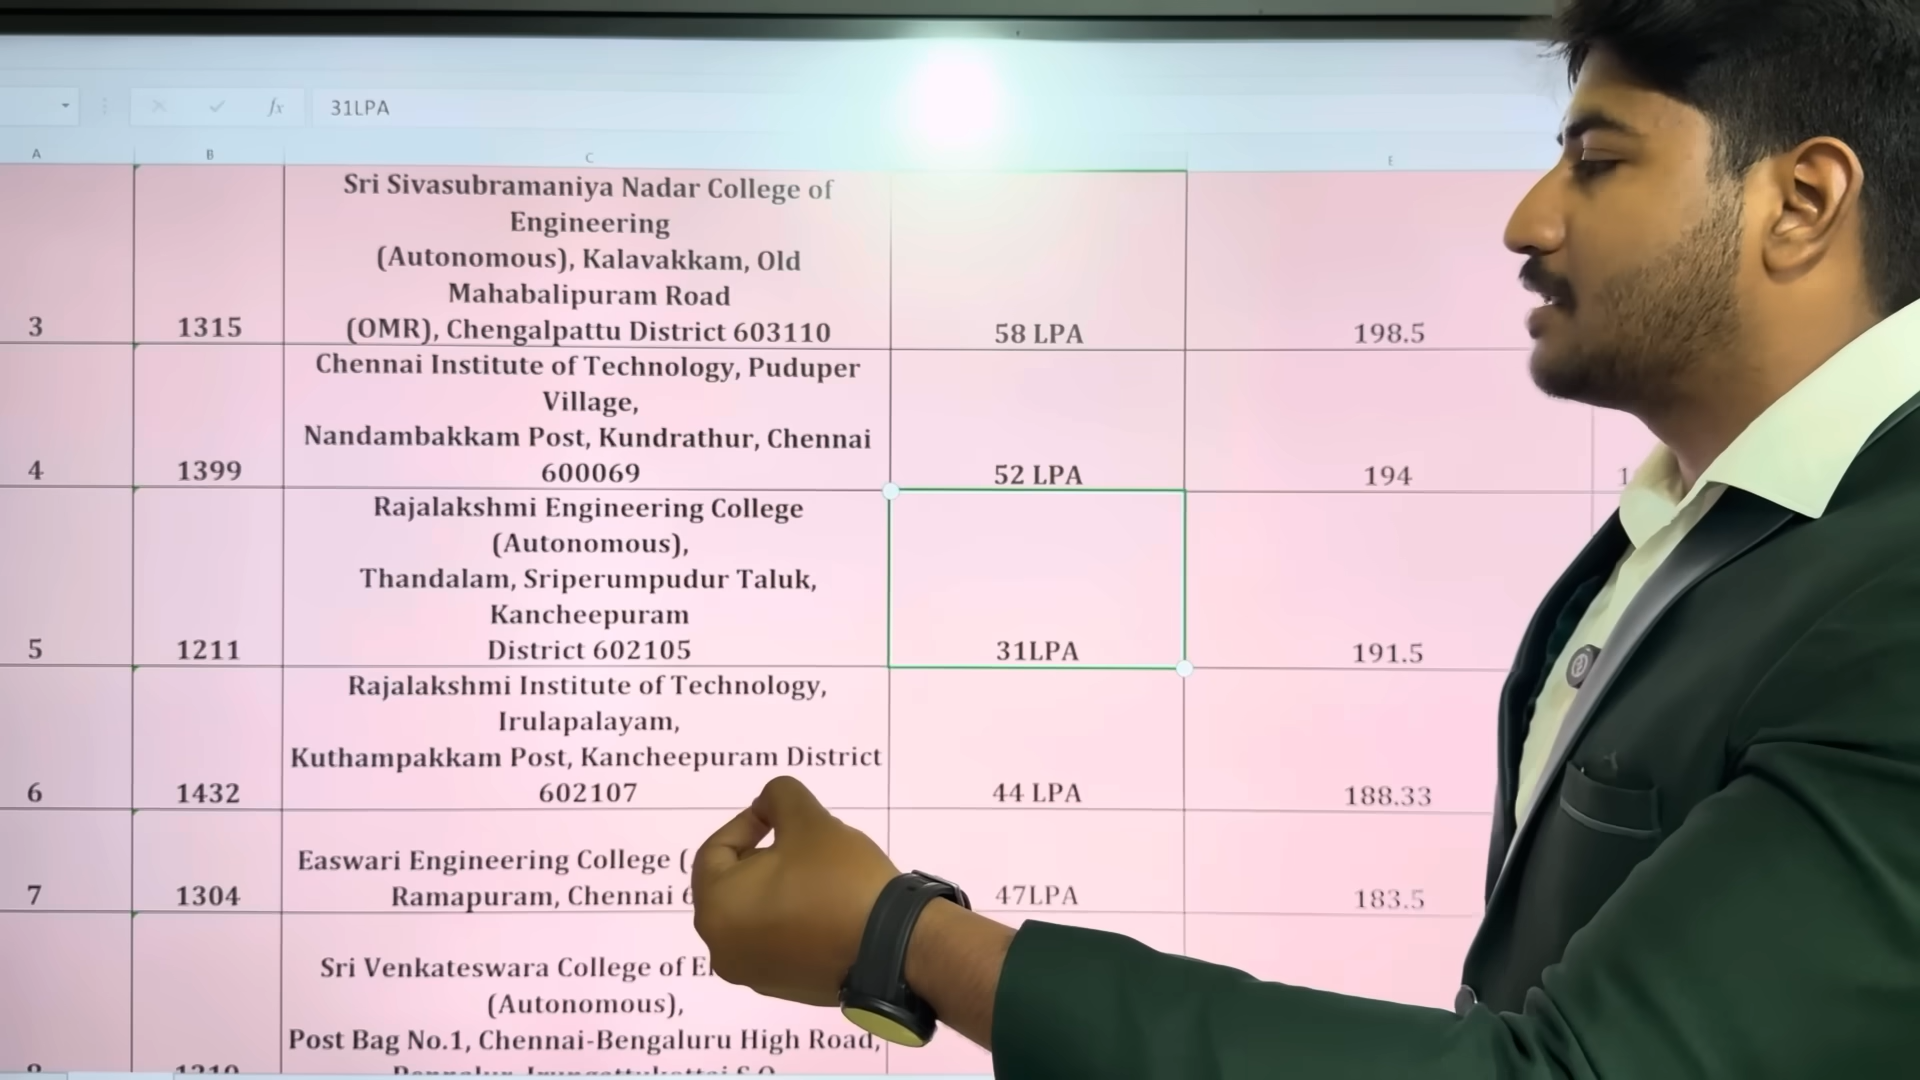 fx 31LPA
A B C E
Sri Sivasubramaniya Nadar College of
Engineering
(Autonomous), Kalavakkam, Old
Mahabalipuram Road
3 1315 (OMR), Chengalpattu District 603110 58 LPA 198.5
Chennai Institute of Technology, Puduper
Village,
Nandambakkam Post, Kundrathur, Chennai
4 1399 600069 52 LPA 194 1
Rajalakshmi Engineering College
(Autonomous),
Thandalam, Sriperumpudur Taluk,
Kancheepuram
5 1211 District 602105 31LPA 191.5
Rajalakshmi Institute of Technology,
Irulapalayam,
Kuthampakkam Post, Kancheepuram District
6 1432 602107 44 LPA 188.33
Easwari Engineering College (
7 1304 Ramapuram, Chennai 6 47LPA 183.5
Sri Venkateswara College of
(Autonomous),
Post Bag No.1, Chennai-Bengaluru High Road,